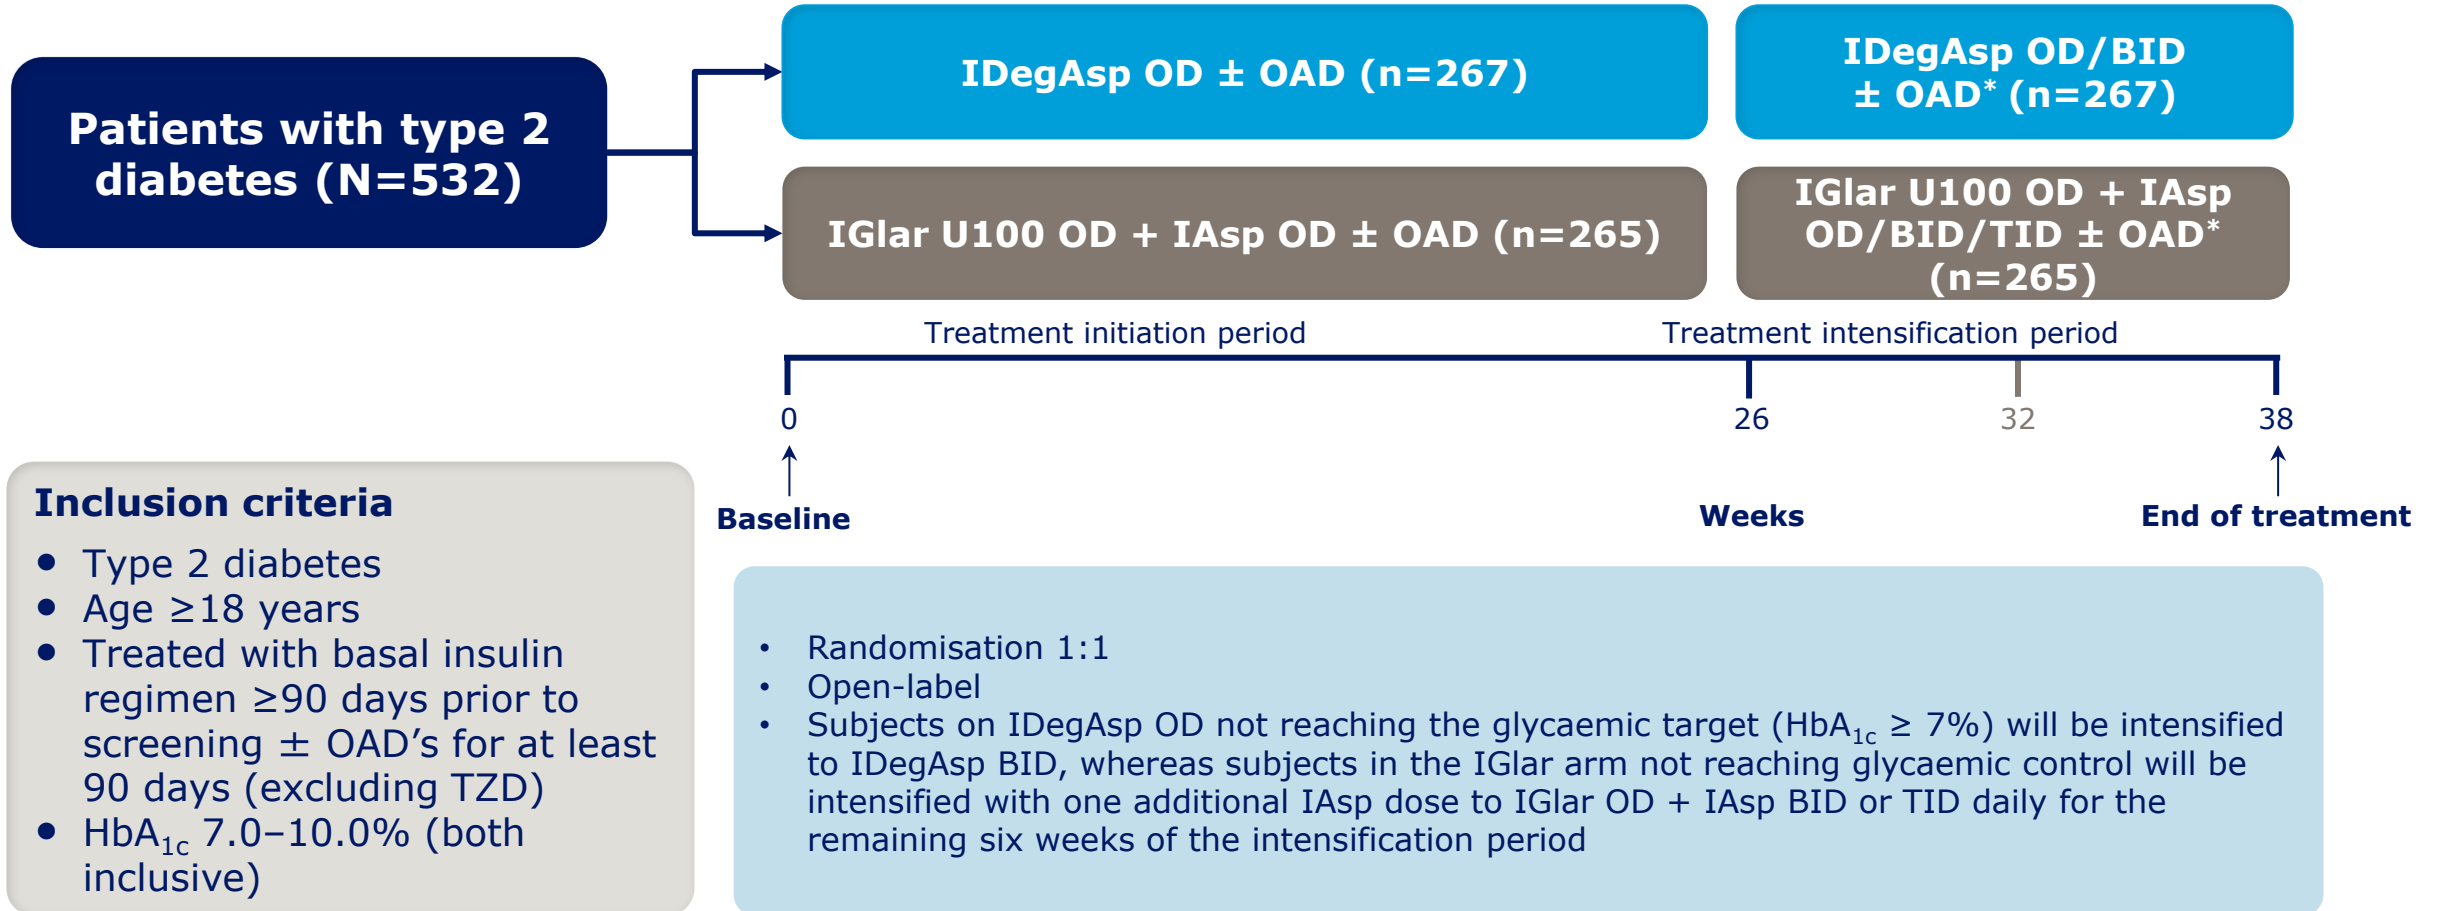 Patients with type 2
diabetes (N=532)
IDegAsp OD ± OAD (n=267)
IDegAsp OD/BID
± OAD* (n=267)
IGlar U100 OD + IAsp OD ± OAD (n=265)
IGlar U100 OD + IAsp
OD/BID/TID ± OAD*
(n=265)
Treatment initiation period
Treatment intensification period
0
26
32
38
Baseline
Weeks
End of treatment
Inclusion criteria
• Type 2 diabetes
• Age ≥18 years
• Treated with basal insulin
regimen ≥90 days prior to
screening ± OAD’s for at least
90 days (excluding TZD)
• HbA1c 7.0–10.0% (both
inclusive)
• Randomisation 1:1
• Open-label
• Subjects on IDegAsp OD not reaching the glycaemic target (HbA1c ≥ 7%) will be intensified
to IDegAsp BID, whereas subjects in the IGlar arm not reaching glycaemic control will be
intensified with one additional IAsp dose to IGlar OD + IAsp BID or TID daily for the
remaining six weeks of the intensification period